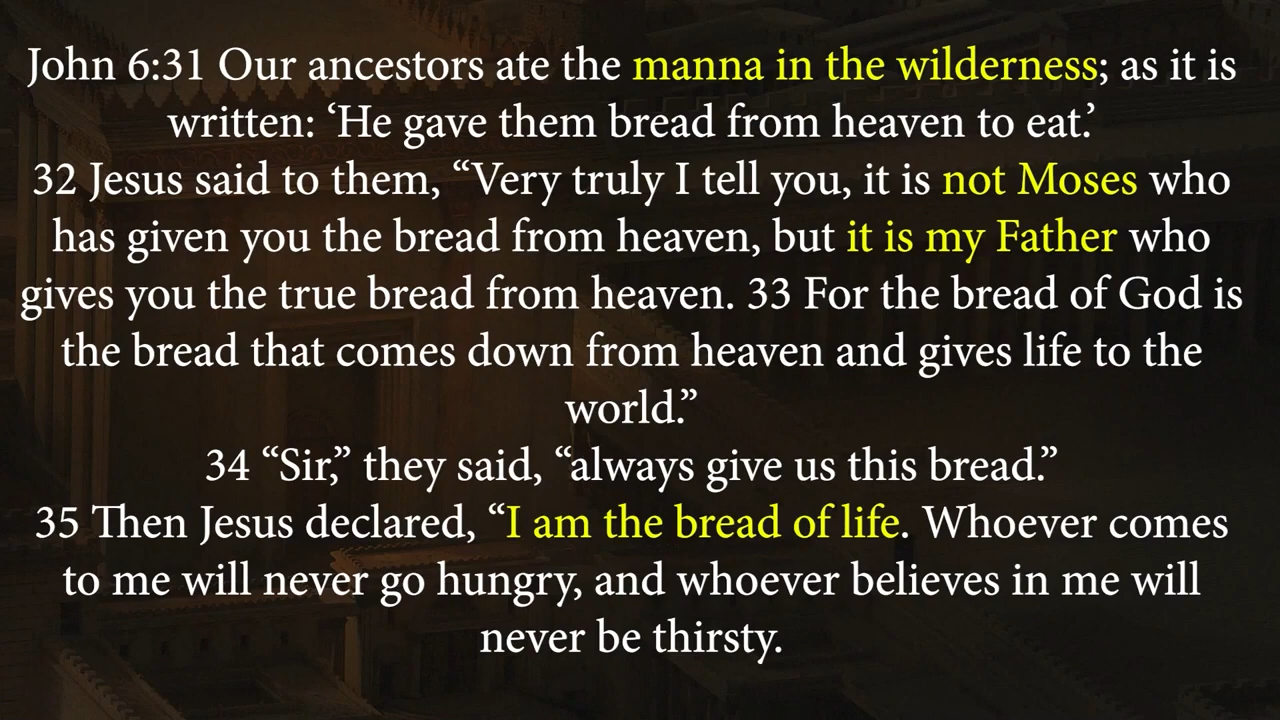 John 6:31 Our ancestors ate the manna in the wilderness; as it is
written: ‘He gave them bread from heaven to eat.’
32 Jesus said to them, “Very truly I tell you, it is not Moses who
has given you the bread from heaven, but it is my Father who
gives you the true bread from heaven. 33 For the bread of God is
the bread that comes down from heaven and gives life to the
world.”
34 “Sir,” they said, “always give us this bread.”
35 Then Jesus declared, “I am the bread of life. Whoever comes
to me will never go hungry, and whoever believes in me will
never be thirsty.